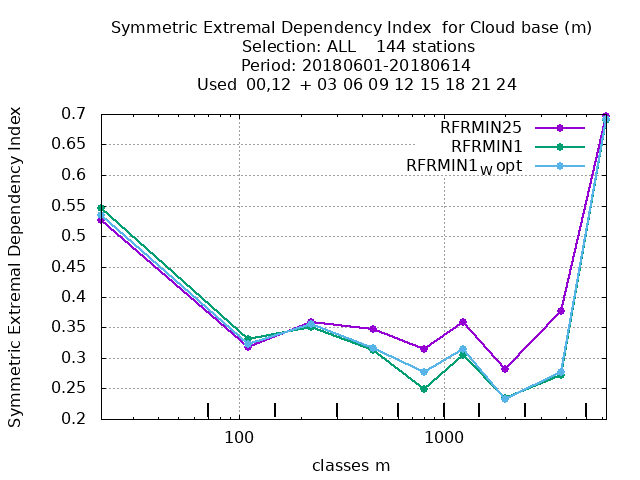 Symmetric Extremal Dependency Index  for Cloud base (m)
Selection: ALL    144 stations
Period: 20180601-20180614
Used  00,12  + 03 06 09 12 15 18 21 24
Symmetric Extremal Dependency Index
0.7
0.65
0.6
0.55
0.5
0.45
0.4
0.35
0.3
0.25
0.2
RFRMIN25
RFRMIN1
RFRMIN1W opt
100
1000
classes m